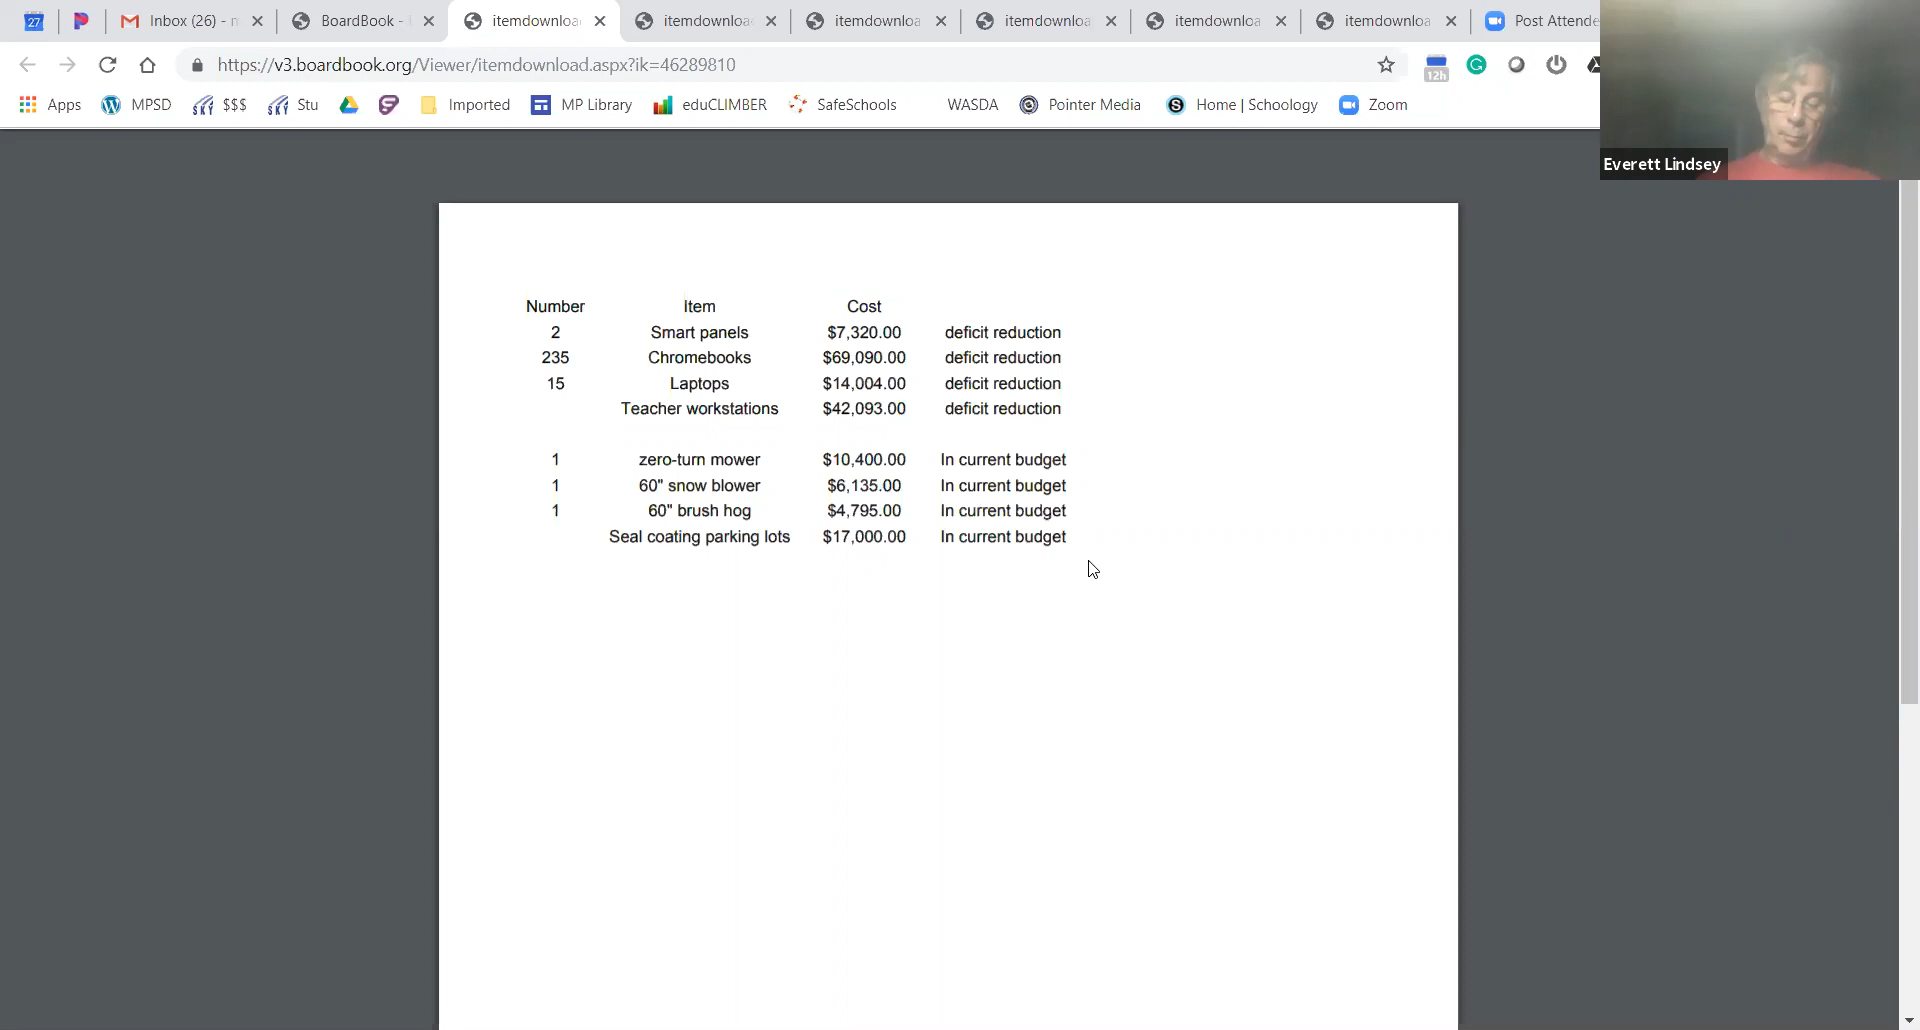 27 Inbox (26) - BoardBook - itemdownloa itemdownloa itemdownloa itemdownloa itemdownloa itemdownloa Post Attende
https://v3.boardbook.org/Viewer/itemdownload.aspx?ik=46289810 12h
Apps MPSD $$$ Stu Imported MP Library eduCLIMBER SafeSchools WASDA Pointer Media Home | Schoology Zoom
Everett Lindsey
Number Item Cost
2 Smart panels $7,320.00 deficit reduction
235 Chromebooks $69,090.00 deficit reduction
15 Laptops $14,004.00 deficit reduction
Teacher workstations $42,093.00 deficit reduction
1 zero-turn mower $10,400.00 In current budget
1 60" snow blower $6,135.00 In current budget
1 60" brush hog $4,795.00 In current budget
Seal coating parking lots $17,000.00 In current budget